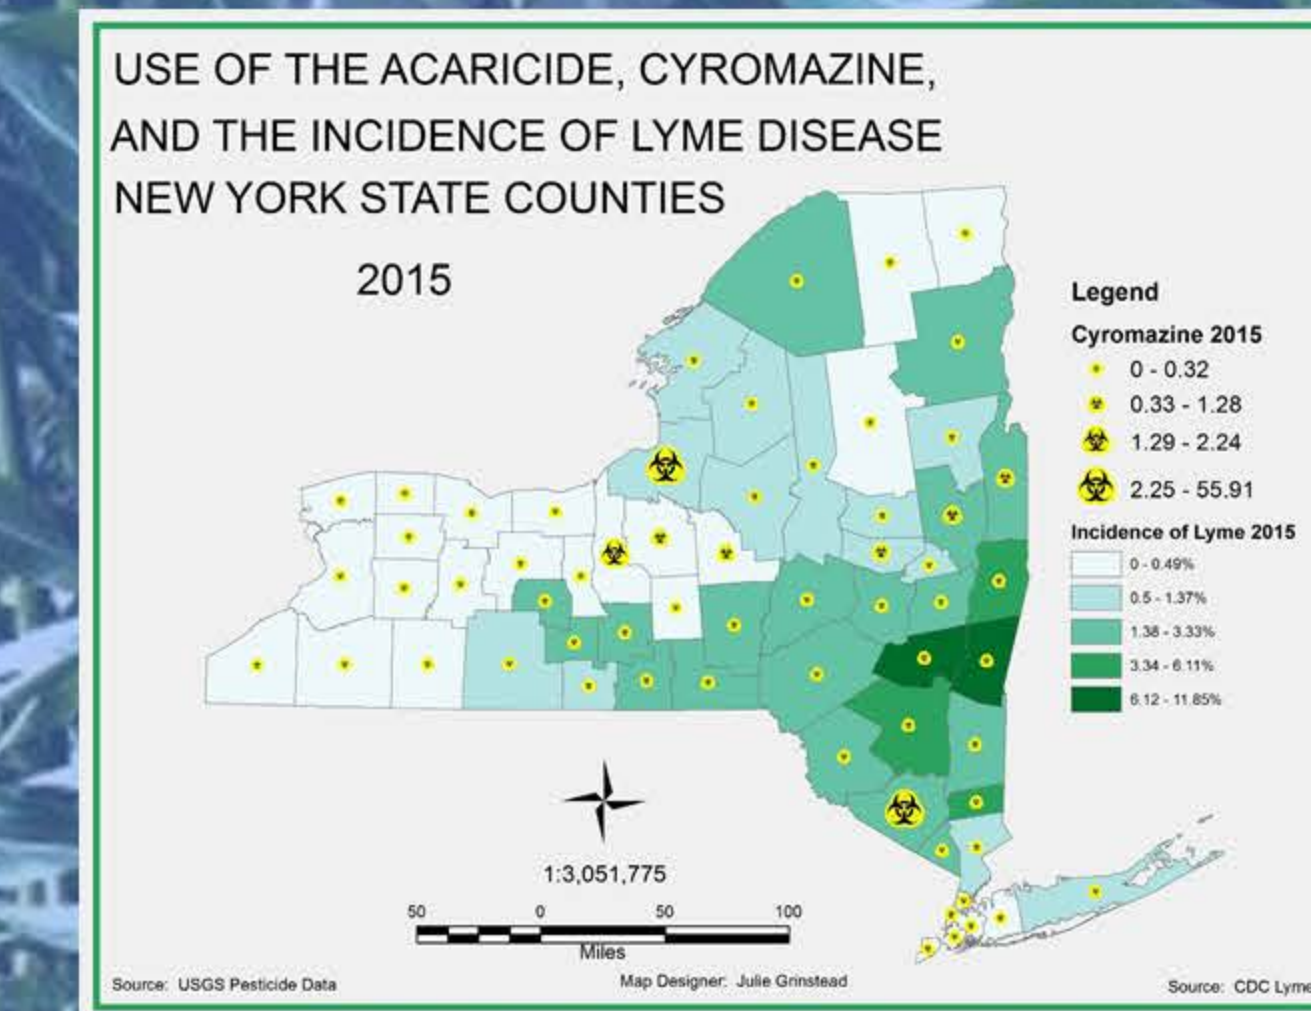 USE OF THE ACARICIDE, CYROMAZINE,
AND THE INCIDENCE OF LYME DISEASE
NEW YORK STATE COUNTIES
2015
Legend
Cyromazine 2015
0 - 0.32
0.33 - 1.28
1.29 - 2.24
2.25 - 55.91
Incidence of Lyme 2015
0 - 0.49%
0.5 - 1.37%
1.38 - 3.33%
3.34 - 6.11%
6.12 - 11.85%
1:3,051,775
50 0 50 100
Miles
Source: USGS Pesticide Data
Map Designer: Julie Grinstead
Source: CDC Lyme